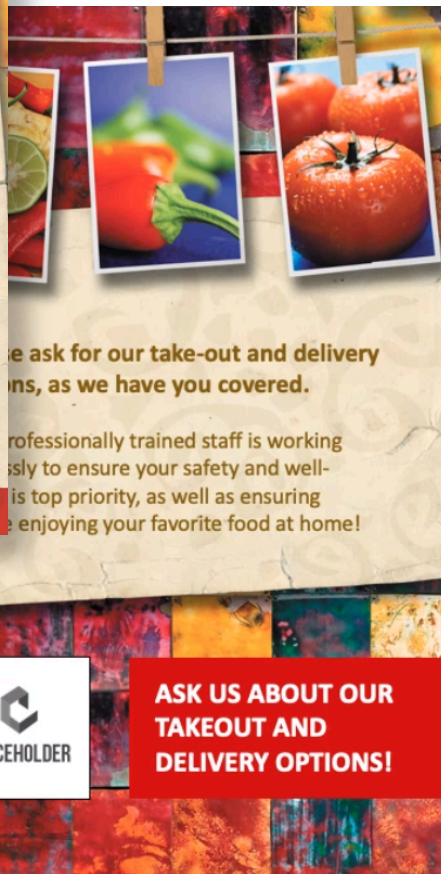 se ask for our take-out and delivery
ons, as we have you covered.
rofessionally trained staff is working
ssly to ensure your safety and well-
is top priority, as well as ensuring
e enjoying your favorite food at home!
CEHOLDER
ASK US ABOUT OUR
TAKEOUT AND
DELIVERY OPTIONS!